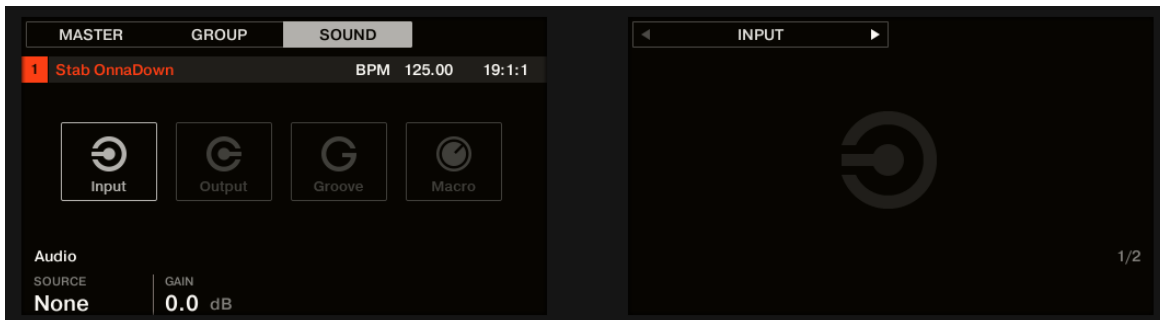 MASTER GROUP SOUND
1 Stab OnnaDown BPM 125.00 19:1:1
Input Output Groove Macro
Audio
SOURCE GAIN
None 0.0 dB
INPUT
1/2